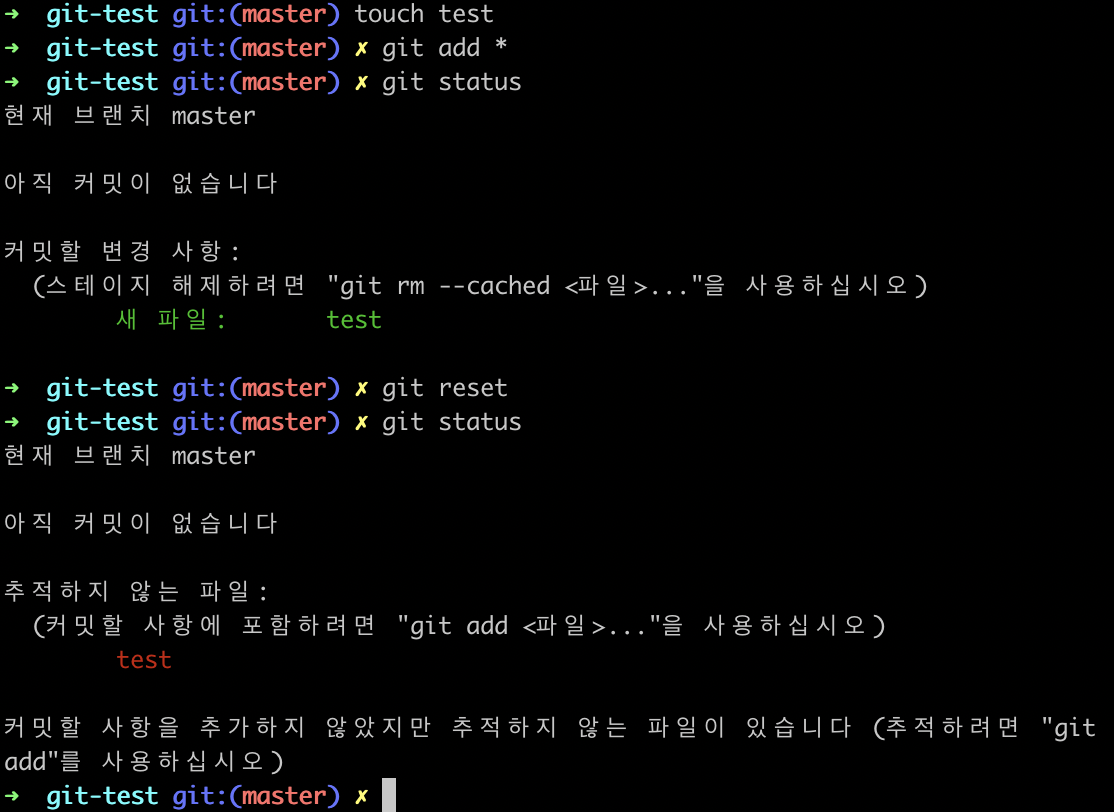 ➜  git-test git:(master) touch test
➜  git-test git:(master) ✗ git add *
➜  git-test git:(master) ✗ git status
현재 브랜치 master
아직 커밋이 없습니다
커밋할 변경 사항:
  (스테이지 해제하려면 "git rm --cached <파일>..."을 사용하십시오)
        새 파일:       test
➜  git-test git:(master) ✗ git reset
➜  git-test git:(master) ✗ git status
현재 브랜치 master
아직 커밋이 없습니다
추적하지 않는 파일:
  (커밋할 사항에 포함하려면 "git add <파일>..."을 사용하십시오)
        test
커밋할 사항을 추가하지 않았지만 추적하지 않는 파일이 있습니다 (추적하려면 "git
add"를 사용하십시오)
➜  git-test git:(master) ✗